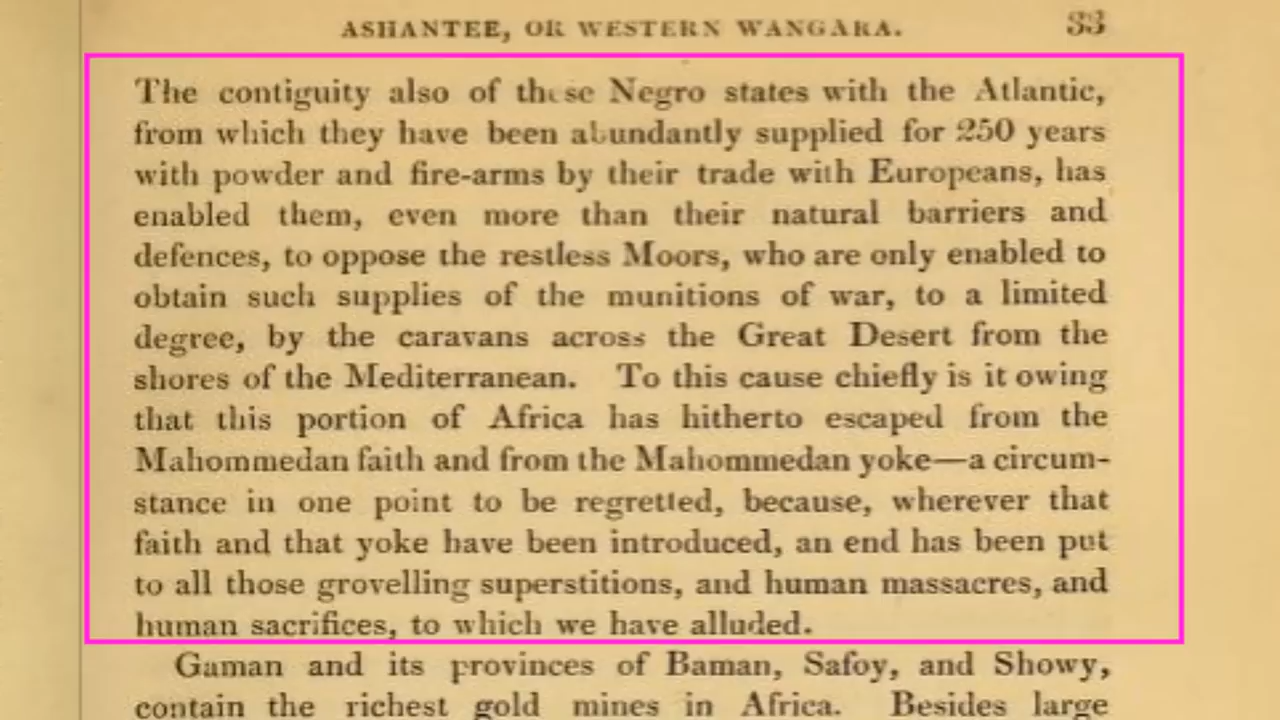 ASHANTEE, OR WESTERN WANGARA. 33
The contiguity also of these Negro states with the Atlantic,
from which they have been abundantly supplied for 250 years
with powder and fire-arms by their trade with Europeans, has
enabled them, even more than their natural barriers and
defences, to oppose the restless Moors, who are only enabled to
obtain such supplies of the munitions of war, to a limited
degree, by the caravans across the Great Desert from the
shores of the Mediterranean. To this cause chiefly is it owing
that this portion of Africa has hitherto escaped from the
Mahommedan faith and from the Mahommedan yoke—a circum-
stance in one point to be regretted, because, wherever that
faith and that yoke have been introduced, an end has been put
to all those grovelling superstitions, and human massacres, and
human sacrifices, to which we have alluded.
Gaman and its provinces of Baman, Safoy, and Showy,
contain the richest gold mines in Africa. Besides large